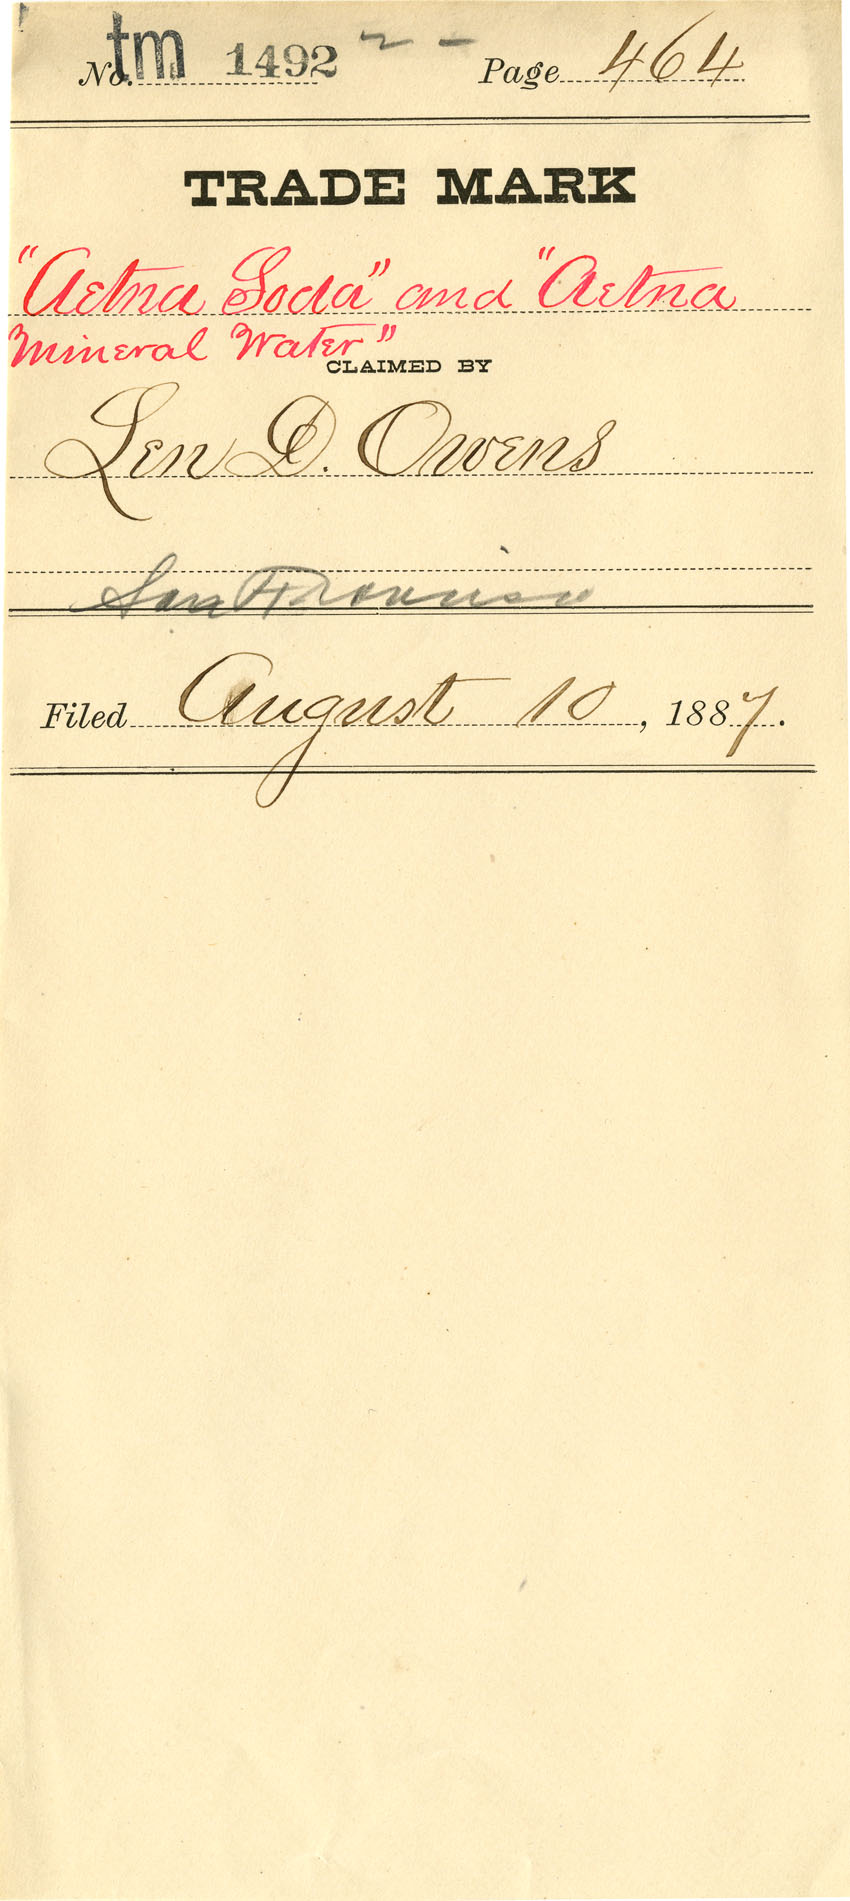 No. tm 1492 Page 464
TRADE MARK
"Aetna Soda" and "Aetna
Mineral Water"
CLAIMED BY
Len D. Owens
San Francisco
Filed August 10, 1887.